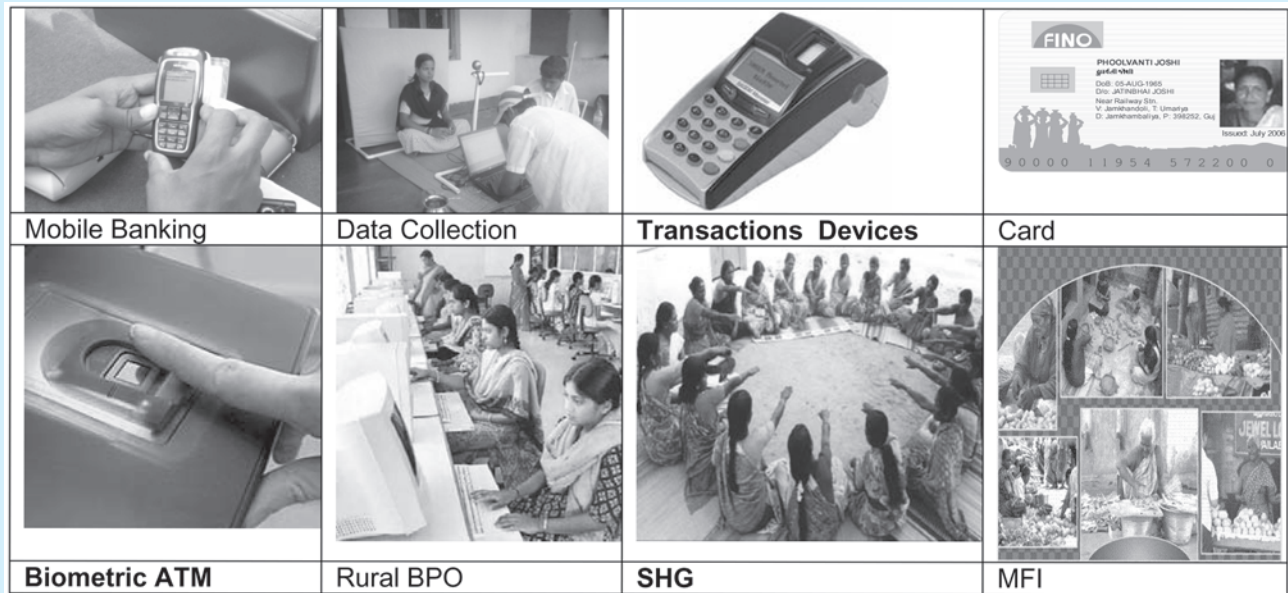 FINO
PHOOLVANTI JOSHI
DoB: 05-AUG-1965
D/o: JATINBHAI JOSHI
Near Railway Stn.
V: Jamkhandoli, T: Umariya
D: Jamkhambaliya, P: 398252, Guj
Issued: July 2006
90000 11954 572200 0
Mobile Banking
Data Collection
Transactions Devices
Card
JEWEL
Biometric ATM
Rural BPO
SHG
MFI